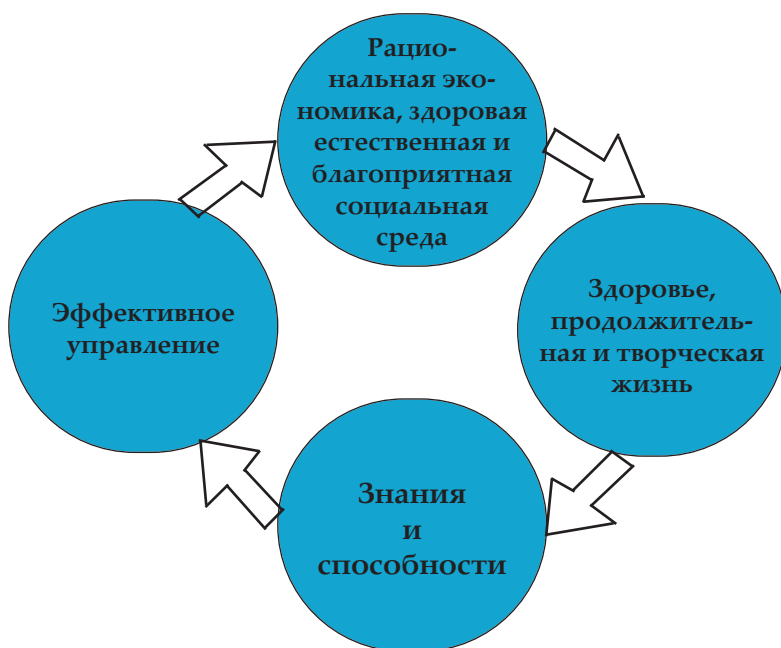 Рацио-
нальная эко-
номика, здоровая
естественная и
благоприятная
социальная
среда
Здоровье,
продолжитель-
ная и творческая
жизнь
Знания
и
способности
Эффективное
управление